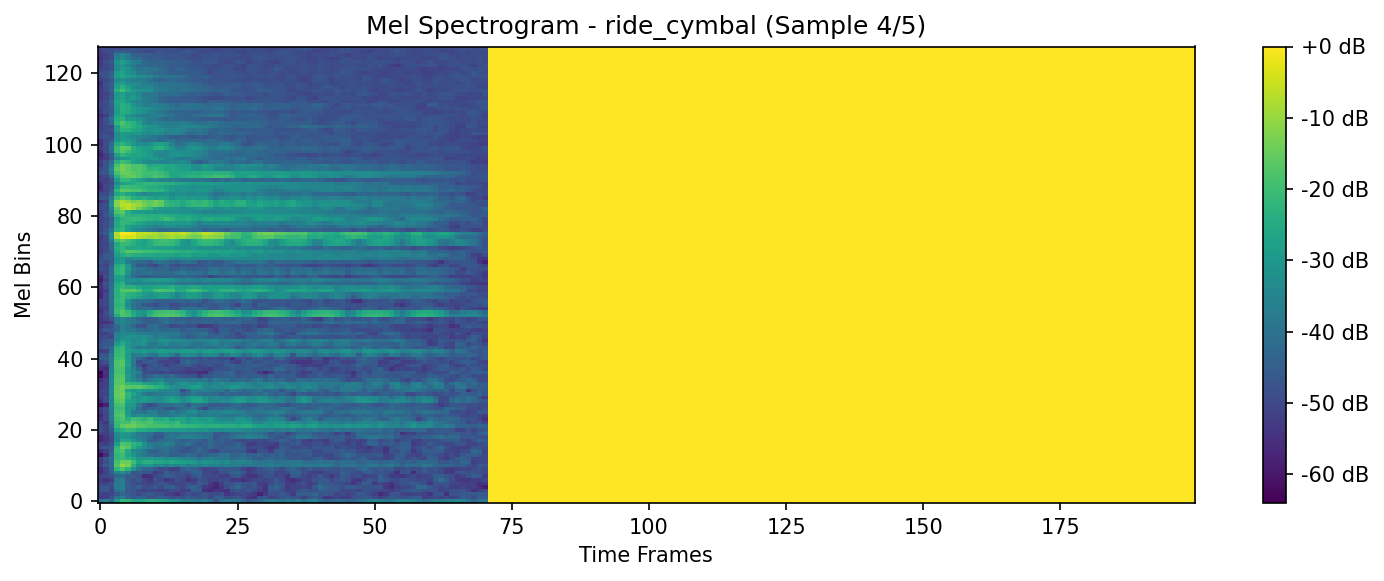 Mel Spectrogram - ride_cymbal (Sample 4/5)
Mel Bins
120
100
80
60
40
20
0
0 25 50 75 100 125 150 175
Time Frames
+0 dB
-10 dB
-20 dB
-30 dB
-40 dB
-50 dB
-60 dB